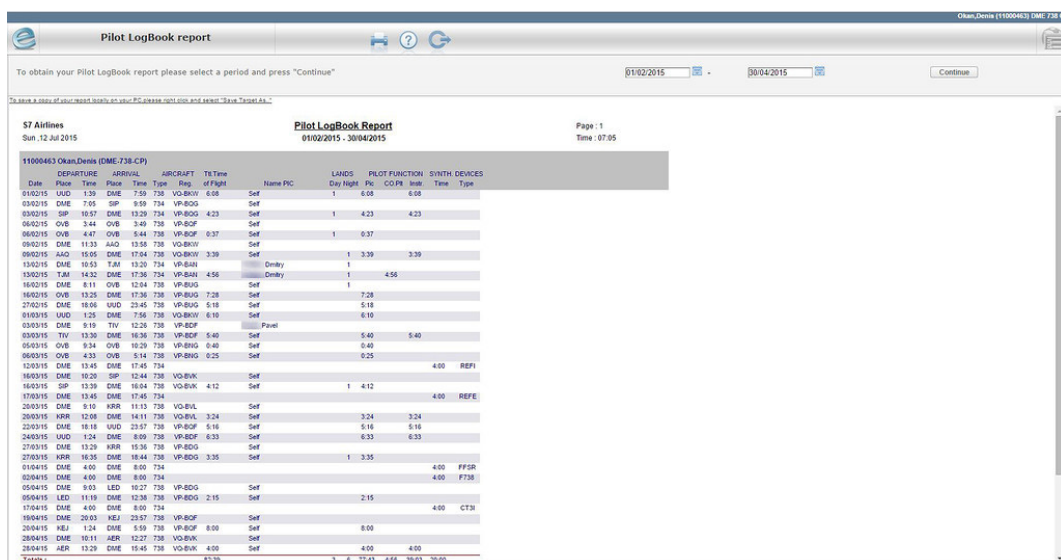 Okan,Denis (11000463) DME 738
Pilot LogBook report
To obtain your Pilot LogBook report please select a period and press "Continue"
01/02/2015 - 30/04/2015 Continue
To save a copy of your report locally on your PC,please right click and select "Save Target As.."
S7 Airlines Pilot LogBook Report Page : 1
Sun ,12 Jul 2015 01/02/2015 - 30/04/2015 Time : 07:05
11000463 Okan,Denis (DME-738-CP)
DEPARTURE ARRIVAL AIRCRAFT Tlt.Time LANDS PILOT FUNCTION SYNTH. DEVICES
Date Place Time Place Time Type Reg. of Flight Name PIC Day Night Pic CO.Plt Instr. Time Type
01/02/15 UUD 1:39 DME 7:59 738 VQ-BKW 6:08 Self 1 6:08 6:08
03/02/15 DME 7:05 SIP 9:59 734 VP-BQG Self
03/02/15 SIP 10:57 DME 13:29 734 VP-BQG 4:23 Self 1 4:23 4:23
06/02/15 OVB 3:44 OVB 3:49 738 VP-BQF Self
06/02/15 OVB 4:47 OVB 5:44 738 VP-BQF 0:37 Self 1 0:37
09/02/15 DME 11:33 AAQ 13:58 738 VQ-BKW Self
09/02/15 AAQ 15:05 DME 17:04 738 VQ-BKW 3:39 Self 1 3:39 3:39
13/02/15 DME 10:53 TJM 13:20 734 VP-BAN Dmitry 1
13/02/15 TJM 14:32 DME 17:36 734 VP-BAN 4:56 Dmitry 1 4:56
16/02/15 DME 8:11 OVB 12:04 738 VP-BUG Self 1
16/02/15 OVB 13:25 DME 17:36 738 VP-BUG 7:28 Self 7:28
27/02/15 DME 18:06 UUD 23:45 738 VP-BUG 5:18 Self 5:18
01/03/15 UUD 1:25 DME 7:56 738 VQ-BKW 6:10 Self 6:10
03/03/15 DME 9:19 TIV 12:26 738 VP-BDF Pavel
03/03/15 TIV 13:30 DME 16:36 738 VP-BDF 5:40 Self 5:40 5:40
05/03/15 OVB 9:34 OVB 10:29 738 VP-BNG 0:40 Self 0:40
06/03/15 OVB 4:33 OVB 5:14 738 VP-BNG 0:25 Self 0:25
12/03/15 DME 13:45 DME 17:45 734 4:00 REFI
16/03/15 DME 10:20 SIP 12:44 738 VQ-BVK Self
16/03/15 SIP 13:39 DME 16:04 738 VQ-BVK 4:12 Self 1 4:12
17/03/15 DME 13:45 DME 17:45 734 4:00 REFE
20/03/15 DME 9:10 KRR 11:13 738 VQ-BVL Self
20/03/15 KRR 12:08 DME 14:11 738 VQ-BVL 3:24 Self 3:24 3:24
22/03/15 DME 18:18 UUD 23:57 738 VP-BQF 5:16 Self 5:16 5:16
24/03/15 UUD 1:24 DME 8:09 738 VP-BDF 6:33 Self 6:33 6:33
27/03/15 DME 13:29 KRR 15:36 738 VP-BDG Self
27/03/15 KRR 16:35 DME 18:44 738 VP-BDG 3:35 Self 1 3:35
01/04/15 DME 4:00 DME 8:00 734 4:00 FFSR
02/04/15 DME 4:00 DME 8:00 734 4:00 F738
05/04/15 DME 9:03 LED 10:27 738 VP-BDG Self
05/04/15 LED 11:19 DME 12:38 738 VP-BDG 2:15 Self 2:15
17/04/15 DME 4:00 DME 8:00 734 4:00 CT3I
19/04/15 DME 20:03 KEJ 23:57 738 VP-BQF Self
20/04/15 KEJ 1:24 DME 5:59 738 VP-BQF 8:00 Self 8:00
28/04/15 DME 10:11 AER 12:27 738 VQ-BVK Self
28/04/15 AER 13:29 DME 15:45 738 VQ-BVK 4:00 Self 4:00 4:00
Totals : 82:39 3 6 77:43 4:56 39:03 20:00